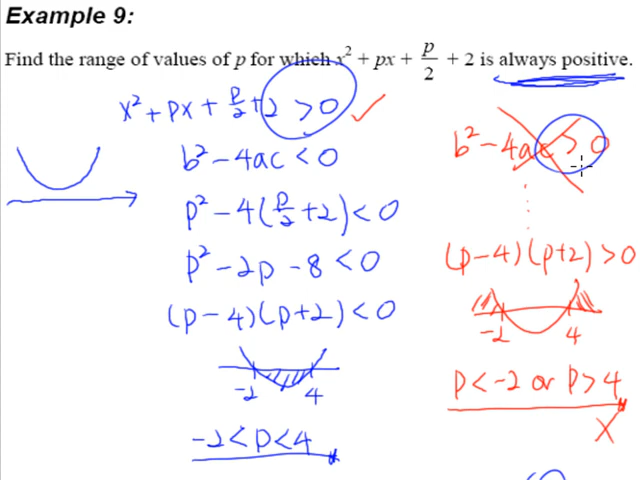 Example 9:
Find the range of values of p for which x² + px + p/2 + 2 is always positive.
x² + px + p/2 + 2 > 0 ✓
b² - 4ac < 0
p² - 4(p/2 + 2) < 0
p² - 2p - 8 < 0
(p - 4)(p + 2) < 0
-2 4
-2 < p < 4
b² - 4ac > 0
(p - 4)(p + 2) > 0
-2 4
p < -2 or p > 4
X